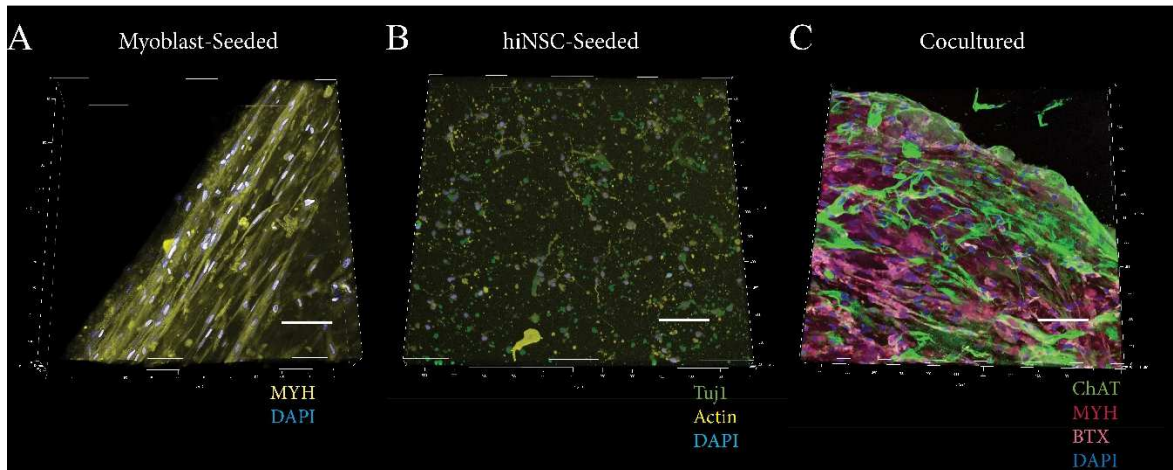 A
Myoblast-Seeded
MYH
DAPI
B
hiNSC-Seeded
Tuj1
Actin
DAPI
C
Cocultured
ChAT
MYH
BTX
DAPI